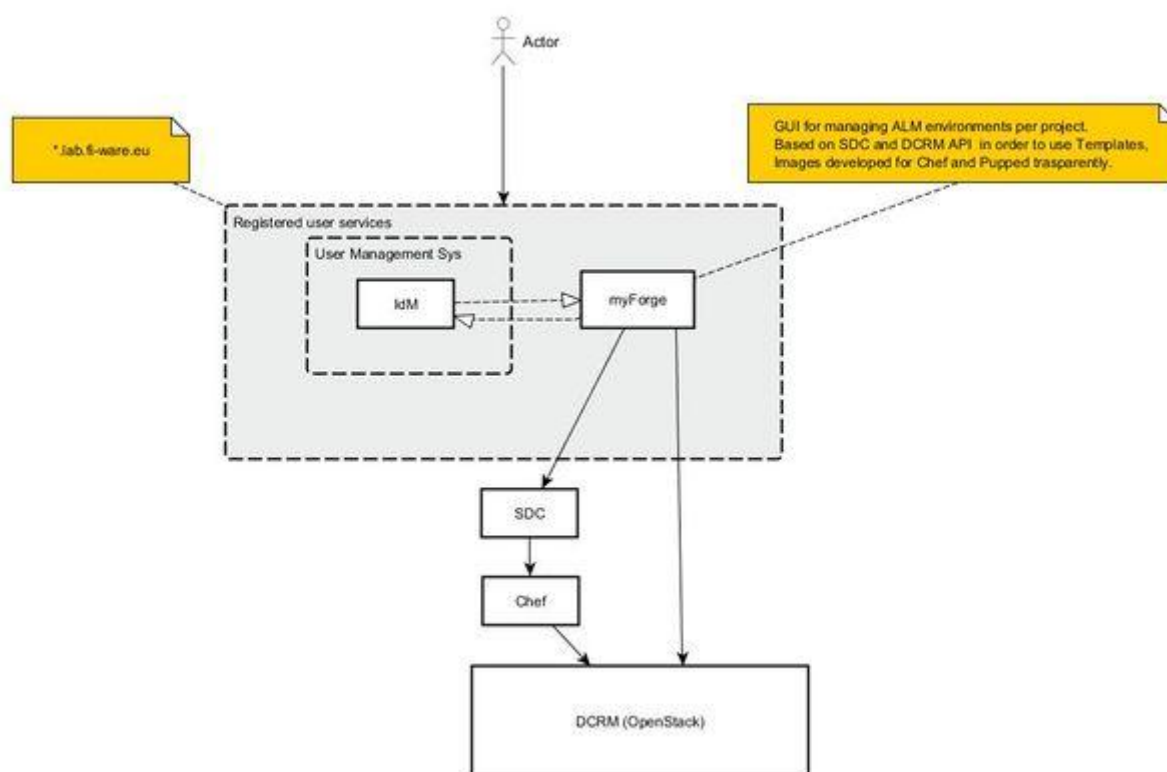 Actor
*.lab.fi-ware.eu
GUI for managing ALM environments per project.
Based on SDC and DCRM API in order to use Templates,
Images developed for Chef and Pupped trasparently.
Registered user services
User Management Sys
IdM
myForge
SDC
Chef
DCRM (OpenStack)